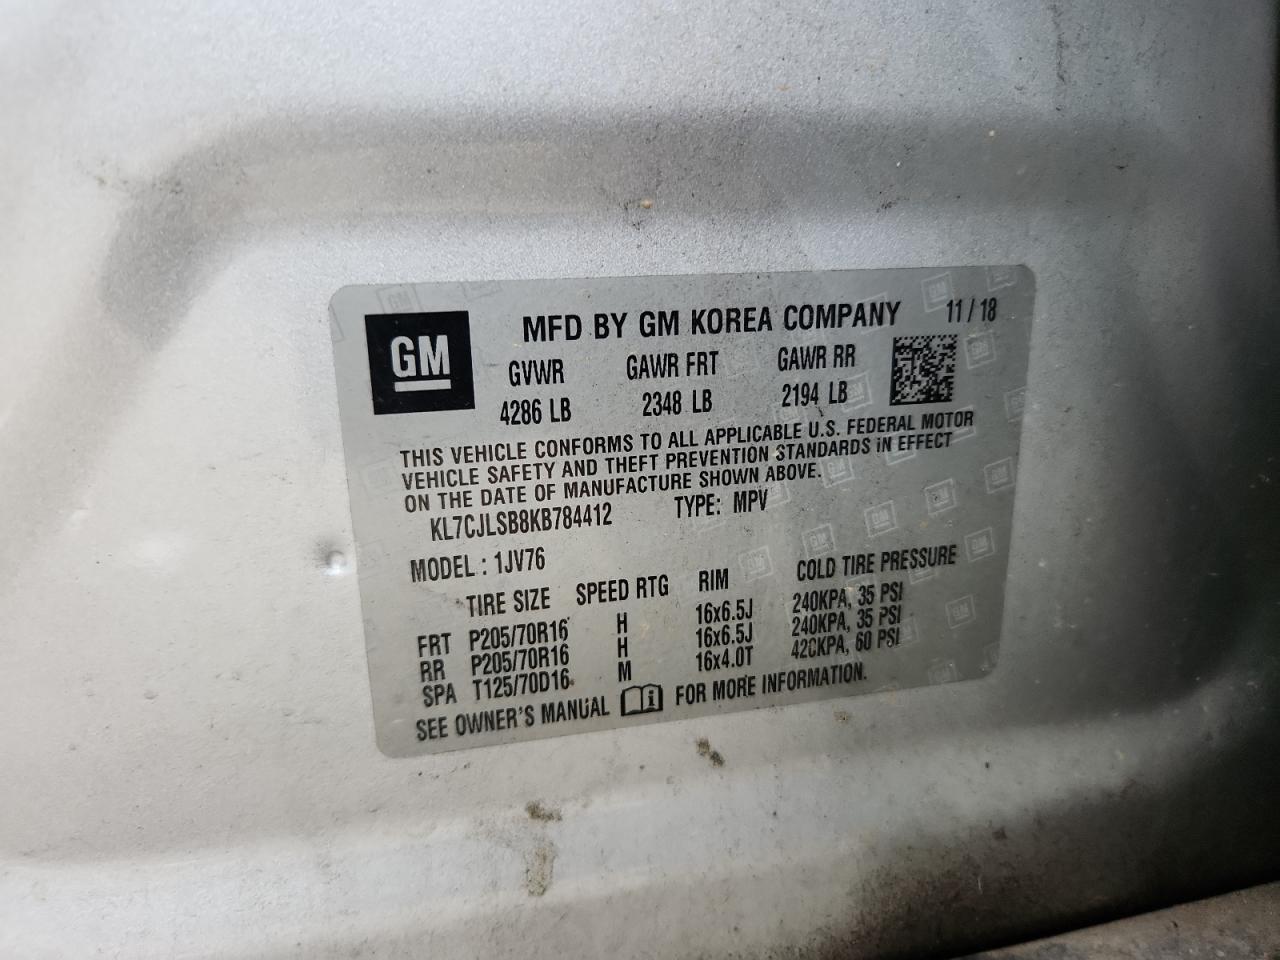 GM
MFD BY GM KOREA COMPANY 11 / 18
GVWR GAWR FRT GAWR RR
4286 LB 2348 LB 2194 LB
THIS VEHICLE CONFORMS TO ALL APPLICABLE U.S. FEDERAL MOTOR
VEHICLE SAFETY AND THEFT PREVENTION STANDARDS IN EFFECT
ON THE DATE OF MANUFACTURE SHOWN ABOVE.
KL7CJLSB8KB784412 TYPE: MPV
MODEL : 1JV76
TIRE SIZE SPEED RTG RIM COLD TIRE PRESSURE
FRT P205/70R16 H 16x6.5J 240KPA, 35 PSI
RR P205/70R16 H 16x6.5J 240KPA, 35 PSI
SPA T125/70D16 M 16x4.0T 420KPA, 60 PSI
SEE OWNER'S MANUAL FOR MORE INFORMATION.